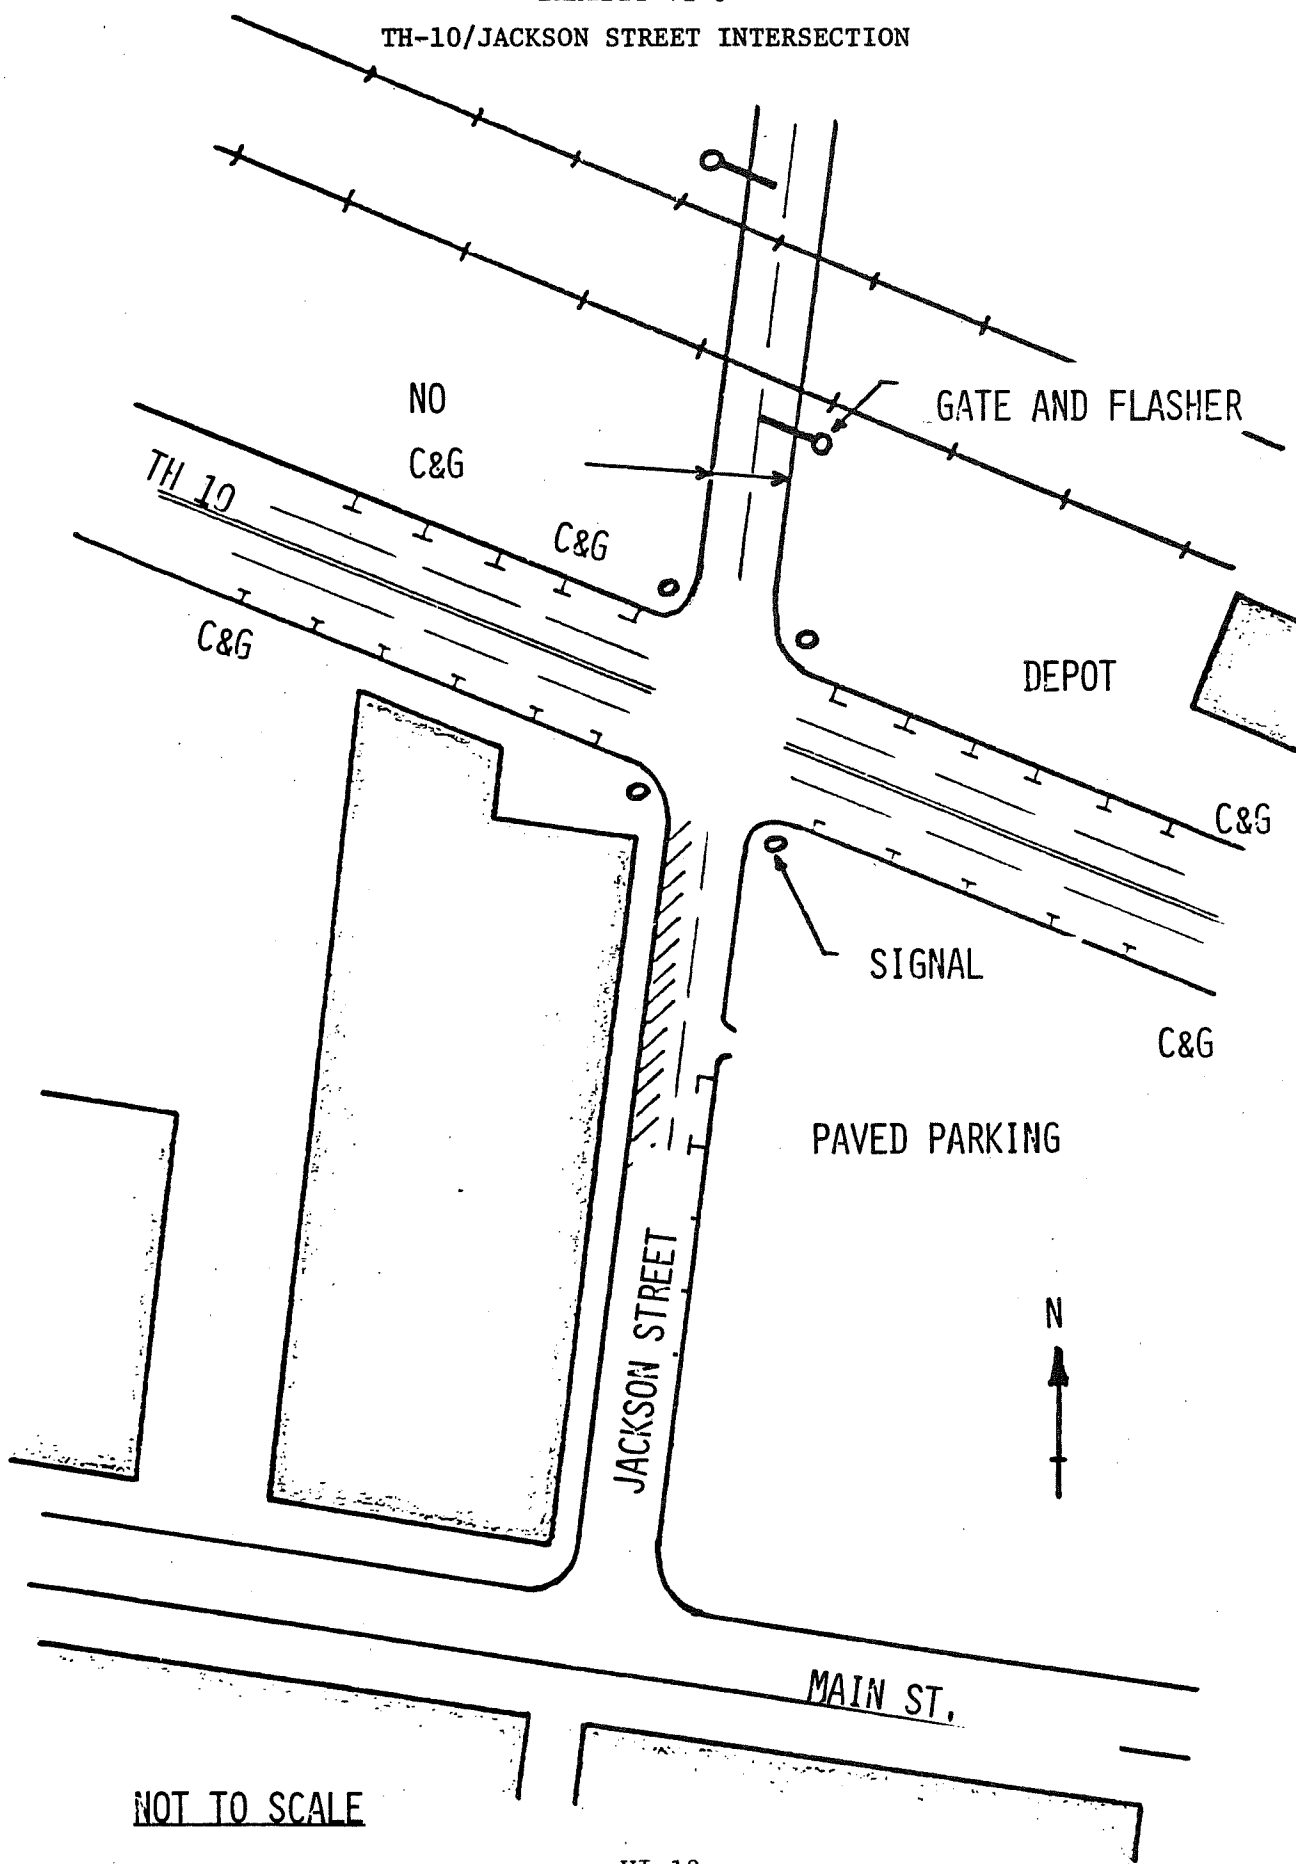 TH-10/JACKSON STREET INTERSECTION
GATE AND FLASHER
NO
C&G
TH 10
C&G
C&G
DEPOT
C&G
SIGNAL
C&G
PAVED PARKING
N
JACKSON STREET
MAIN ST.
NOT TO SCALE